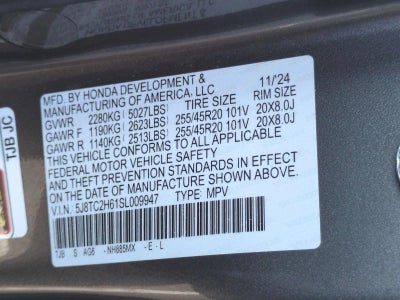 MFD. BY HONDA DEVELOPMENT & 11/'24
MANUFACTURING OF AMERICA, LLC
GVWR 2280KG (5027LBS) TIRE SIZE RIM SIZE
GAWR F 1190KG (2623LBS) 255/45R20 101V 20X8.0J
GAWR R 1140KG (2513LBS) 255/45R20 101V 20X8.0J
THIS VEHICLE CONFORMS TO ALL APPLICABLE
FEDERAL MOTOR VEHICLE SAFETY, BUMPER,
AND THEFT PREVENTION STANDARDS IN EFFECT
ON THE DATE OF MANUFACTURE SHOWN ABOVE.
V.I.N. 5J8TC2H61SL009947 TYPE: MPV
TJB S AG6 -NH885MX -E-L
TJB JC